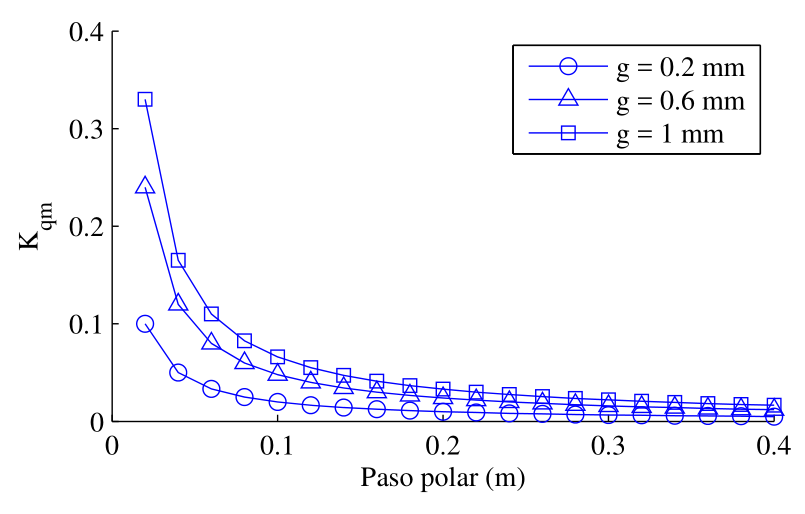 0.4
0.3
0.2
0.1
0
K_qm
g = 0.2 mm
g = 0.6 mm
g = 1 mm
0 0.1 0.2 0.3 0.4
Paso polar (m)